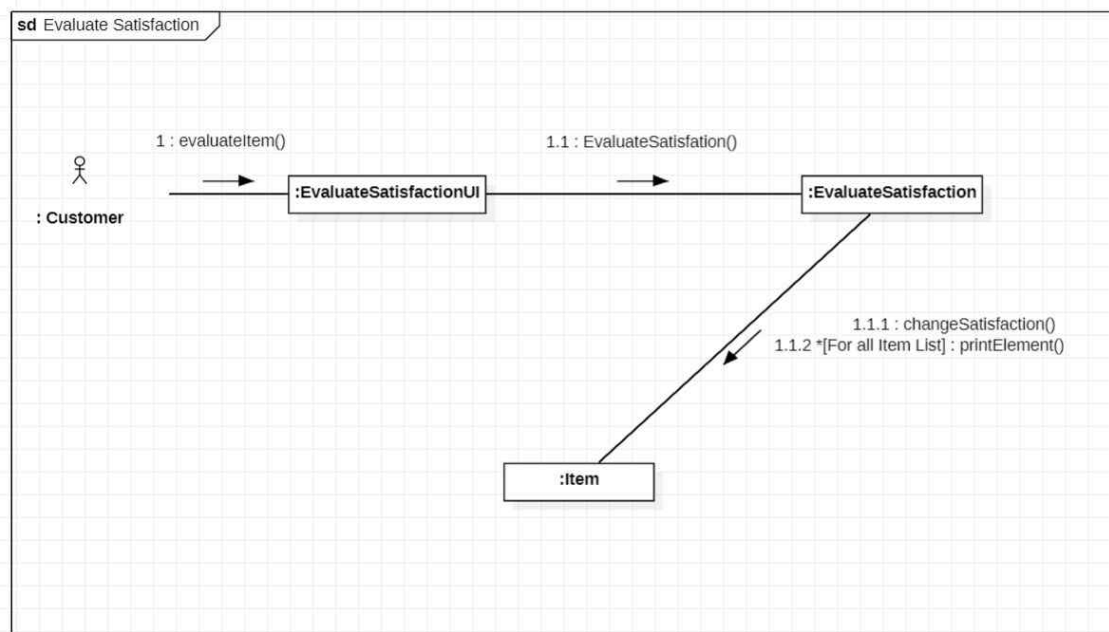 sd Evaluate Satisfaction
1 : evaluateItem()
1.1 : EvaluateSatisfation()
: Customer
:EvaluateSatisfactionUI
:EvaluateSatisfaction
1.1.1 : changeSatisfaction()
1.1.2 *[For all Item List] : printElement()
:Item